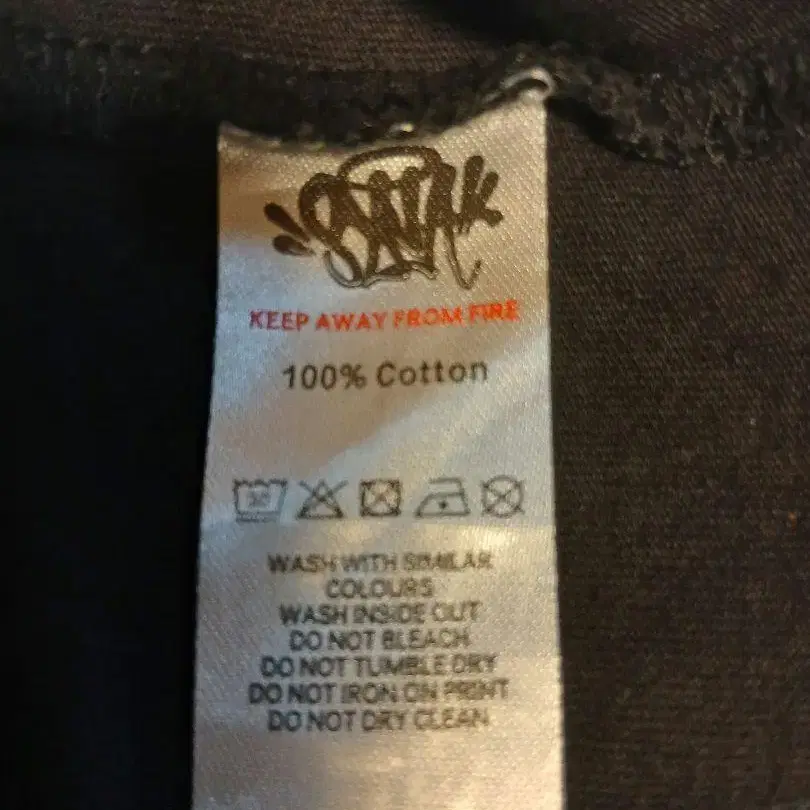 KEEP AWAY FROM FIRE
100% Cotton
30
WASH WITH SIMILAR
COLOURS
WASH INSIDE OUT
DO NOT BLEACH
DO NOT TUMBLE DRY
DO NOT IRON ON PRINT
DO NOT DRY CLEAN